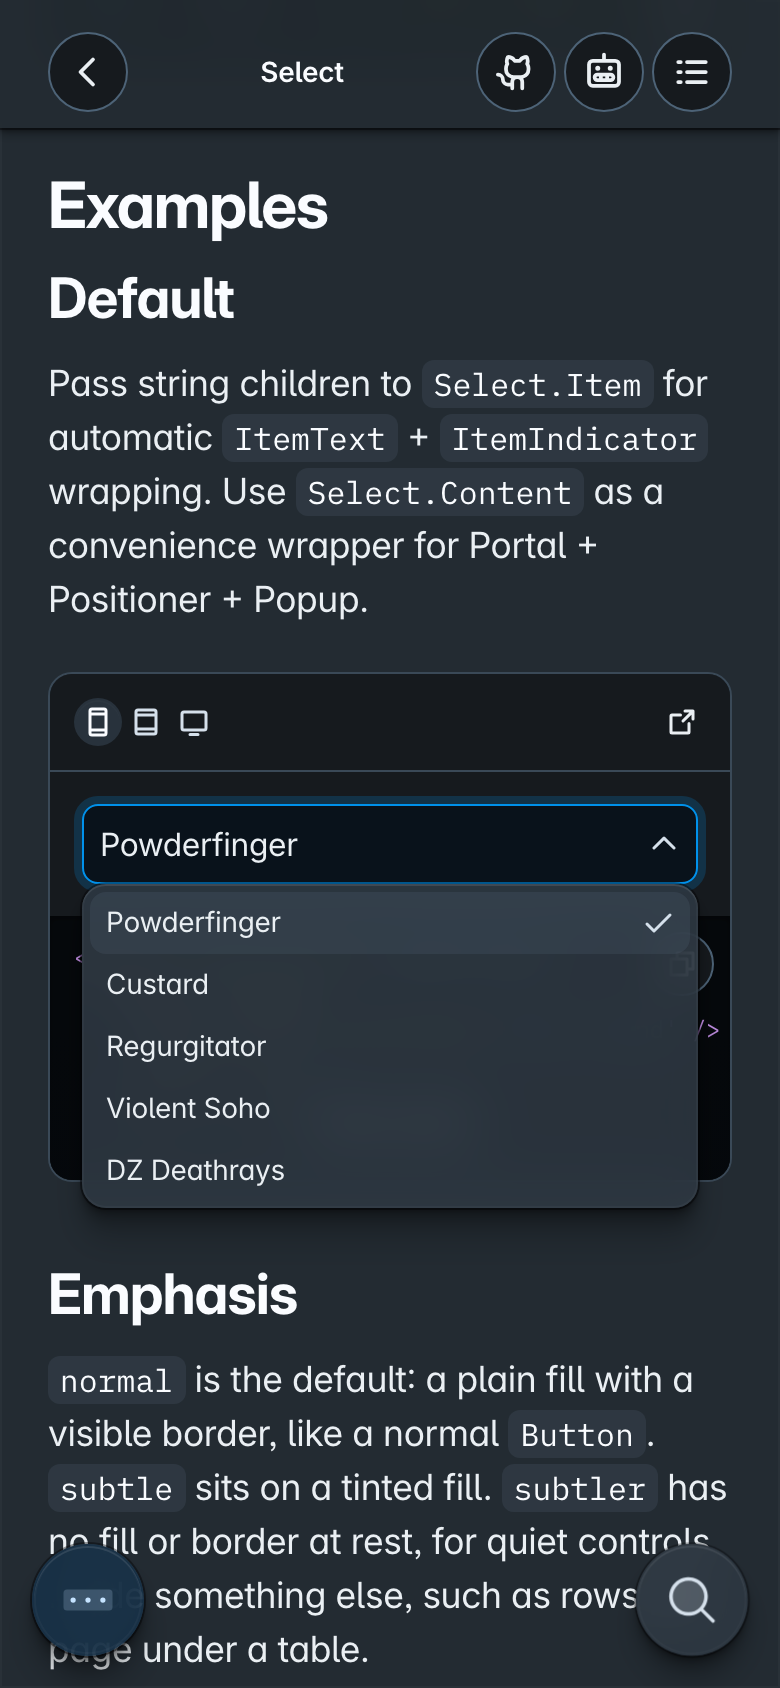 Select
Examples
Default
Pass string children to Select.Item for
automatic ItemText + ItemIndicator
wrapping. Use Select.Content as a
convenience wrapper for Portal +
Positioner + Popup.
Powderfinger
Powderfinger
Custard
<
Regurgitator
/>
Violent Soho
DZ Deathrays
Emphasis
normal is the default: a plain fill with a
visible border, like a normal Button.
subtle sits on a tinted fill. subtler has
no fill or border at rest, for quiet controls
something else, such as rows
page under a table.